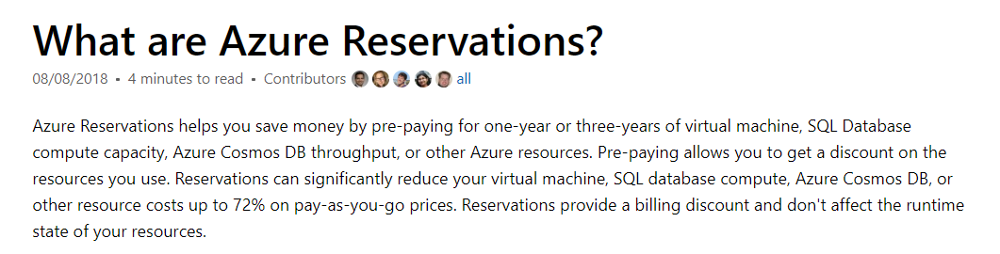 What are Azure Reservations?
08/08/2018 • 4 minutes to read • Contributors all
Azure Reservations helps you save money by pre-paying for one-year or three-years of virtual machine, SQL Database
compute capacity, Azure Cosmos DB throughput, or other Azure resources. Pre-paying allows you to get a discount on the
resources you use. Reservations can significantly reduce your virtual machine, SQL database compute, Azure Cosmos DB, or
other resource costs up to 72% on pay-as-you-go prices. Reservations provide a billing discount and don't affect the runtime
state of your resources.